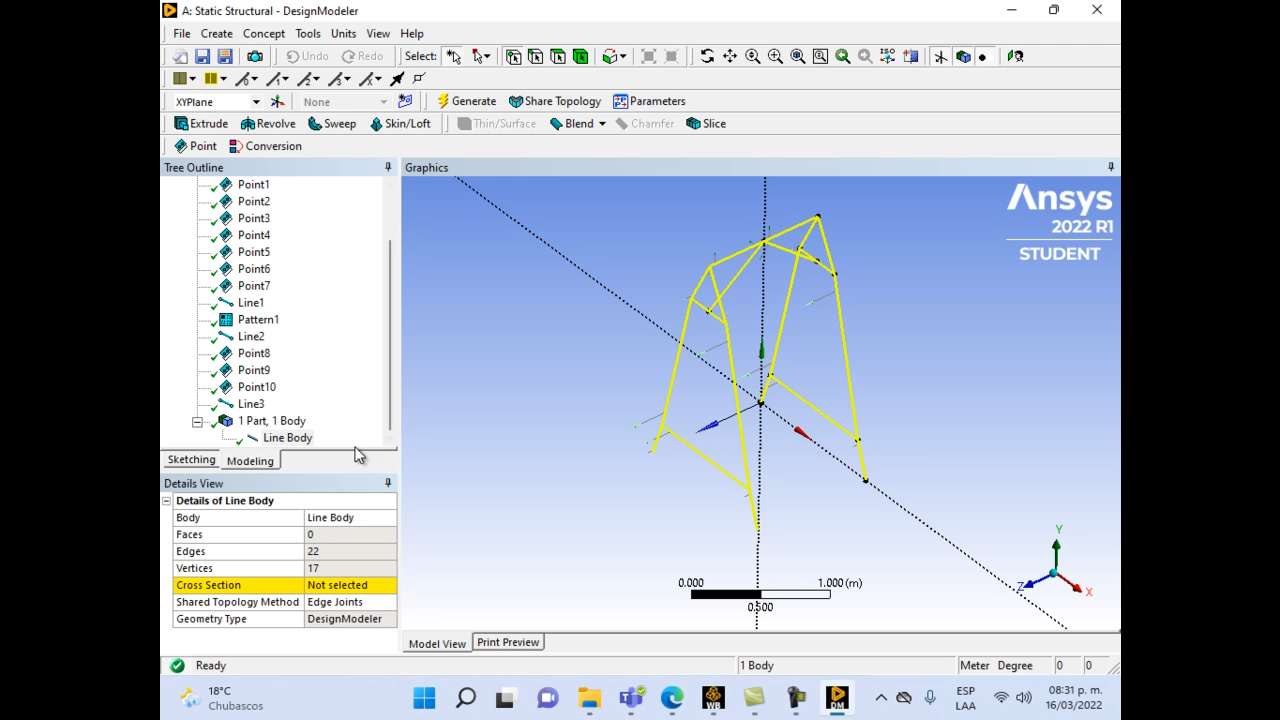 A: Static Structural - DesignModeler
File Create Concept Tools Units View Help
Undo Redo Select:
XYPlane None Generate Share Topology Parameters
Extrude Revolve Sweep Skin/Loft Thin/Surface Blend Chamfer Slice
Point Conversion
Tree Outline
Point1
Point2
Point3
Point4
Point5
Point6
Point7
Line1
Pattern1
Line2
Point8
Point9
Point10
Line3
1 Part, 1 Body
Line Body
Sketching Modeling
Details View
Details of Line Body
Body Line Body
Faces 0
Edges 22
Vertices 17
Cross Section Not selected
Shared Topology Method Edge Joints
Geometry Type DesignModeler
Graphics
Ansys
2022 R1
STUDENT
0.000 1.000 (m)
0.500
Y
Z
X
Model View Print Preview
Ready 1 Body Meter Degree 0 0
18°C
Chubascos
WB
DM
ESP
LAA
08:31 p. m.
16/03/2022